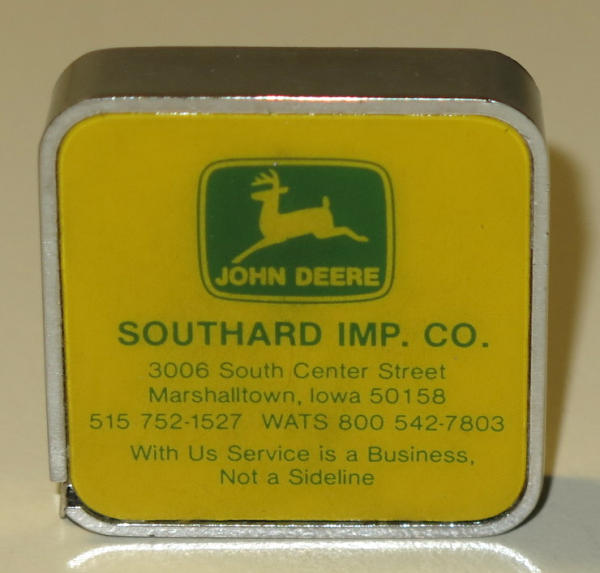 JOHN DEERE
SOUTHARD IMP. CO.
3006 South Center Street
Marshalltown, Iowa 50158
515 752-1527 WATS 800 542-7803
With Us Service is a Business,
Not a Sideline